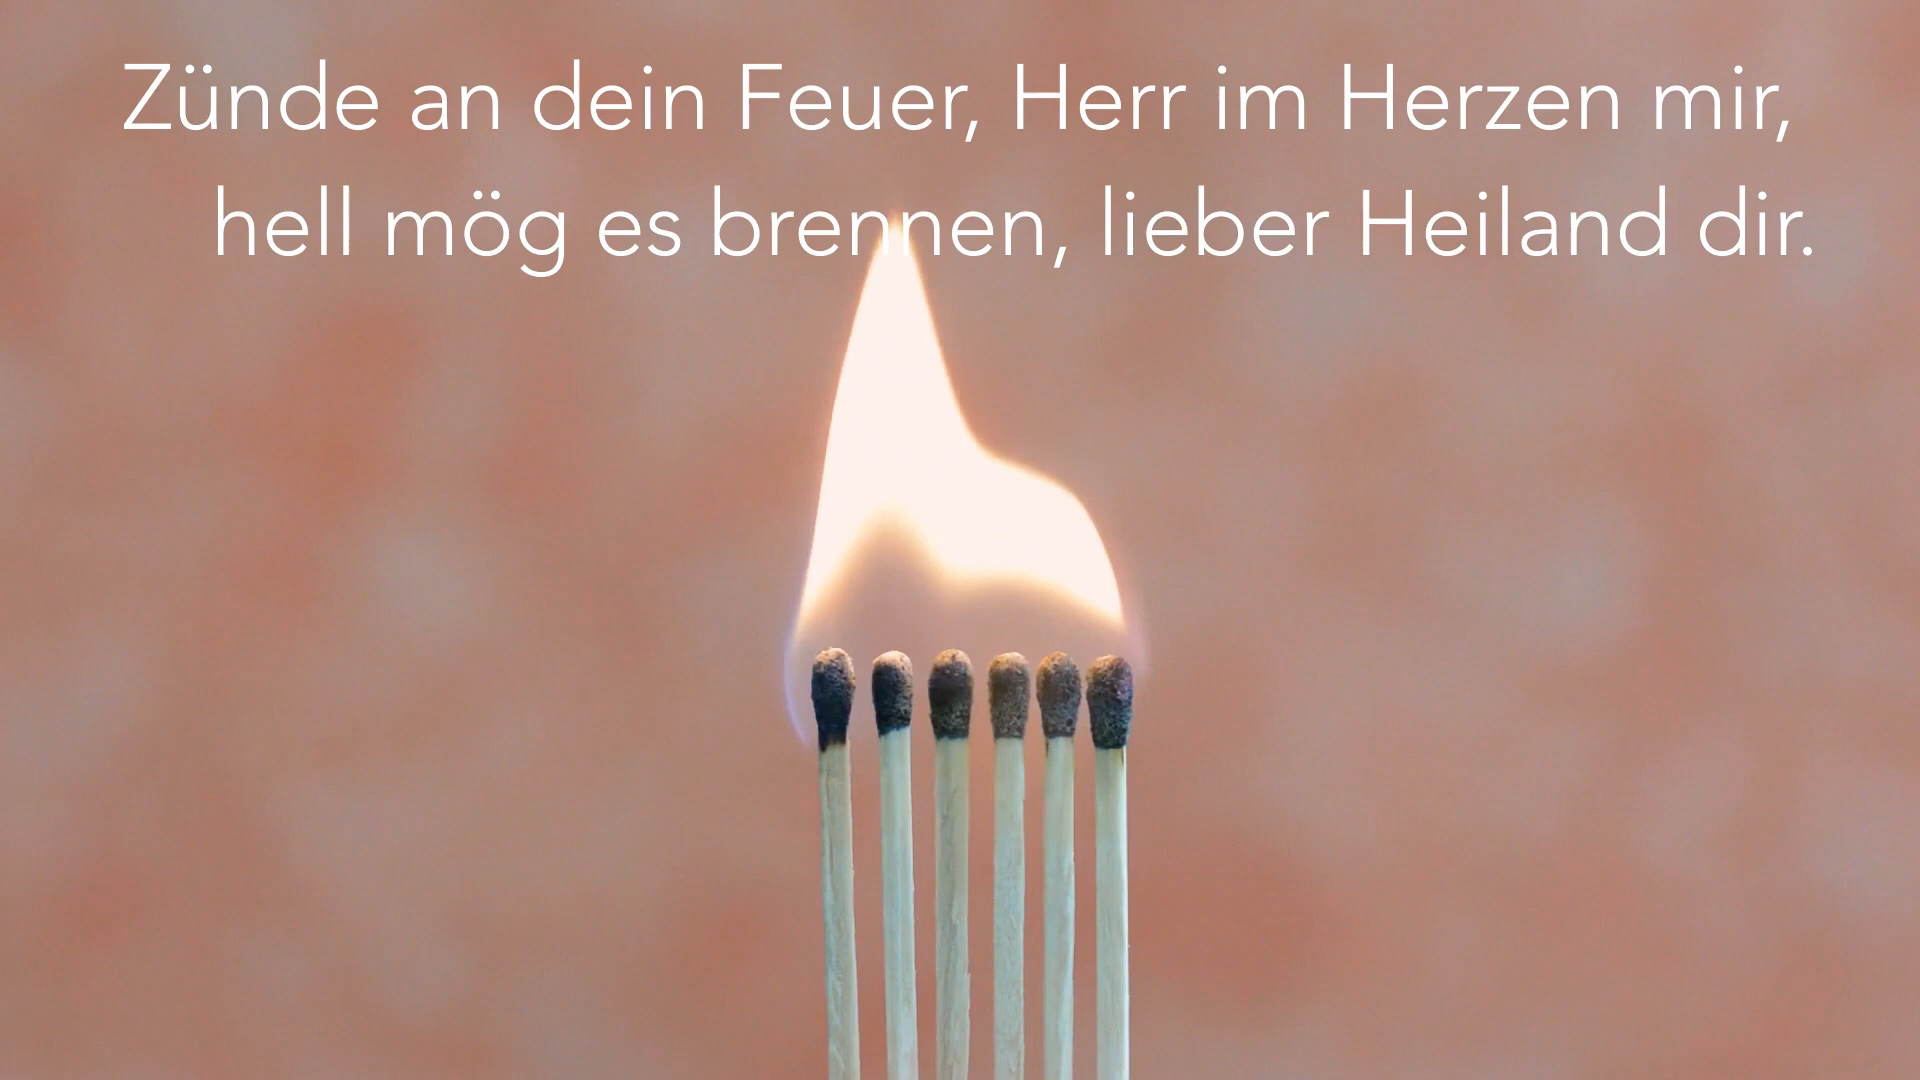 Zünde an dein Feuer, Herr im Herzen mir,
hell mög es brennen, lieber Heiland dir.